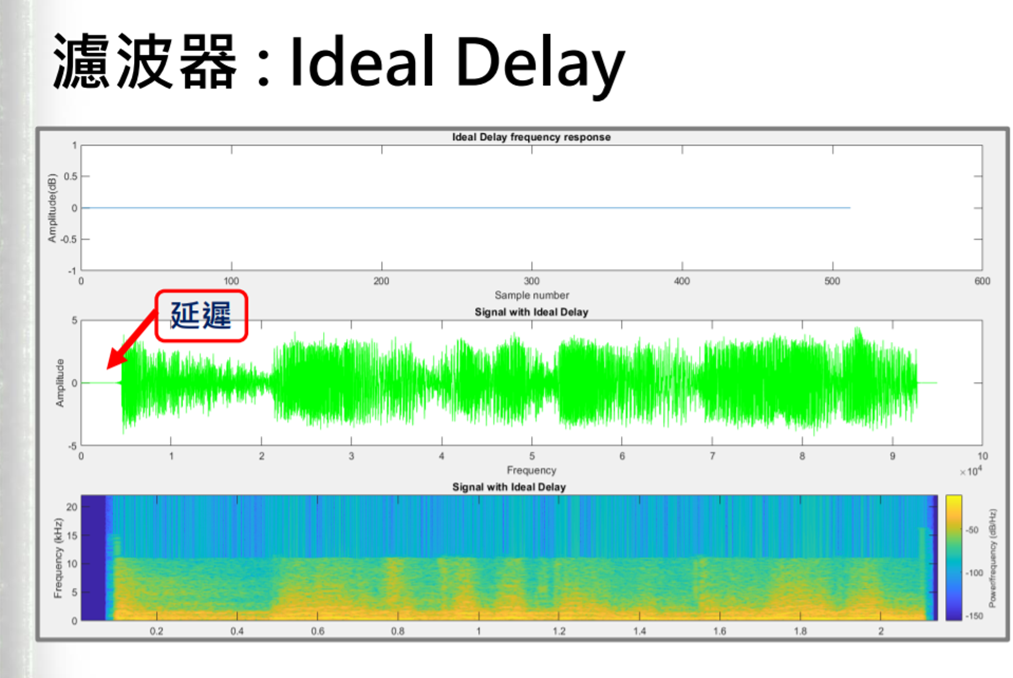 濾波器 : Ideal Delay
Ideal Delay frequency response
Amplitude(dB)
1
0.5
0
-0.5
-1
0 100 200 300 400 500 600
Sample number
延遲
Signal with Ideal Delay
Amplitude
5
0
-5
0 1 2 3 4 5 6 7 8 9 10
×10⁴
Frequency
Signal with Ideal Delay
Frequency (kHz)
20
15
10
5
0
0.2 0.4 0.6 0.8 1 1.2 1.4 1.6 1.8 2
-50
-100
-150
Power/frequency (dB/Hz)